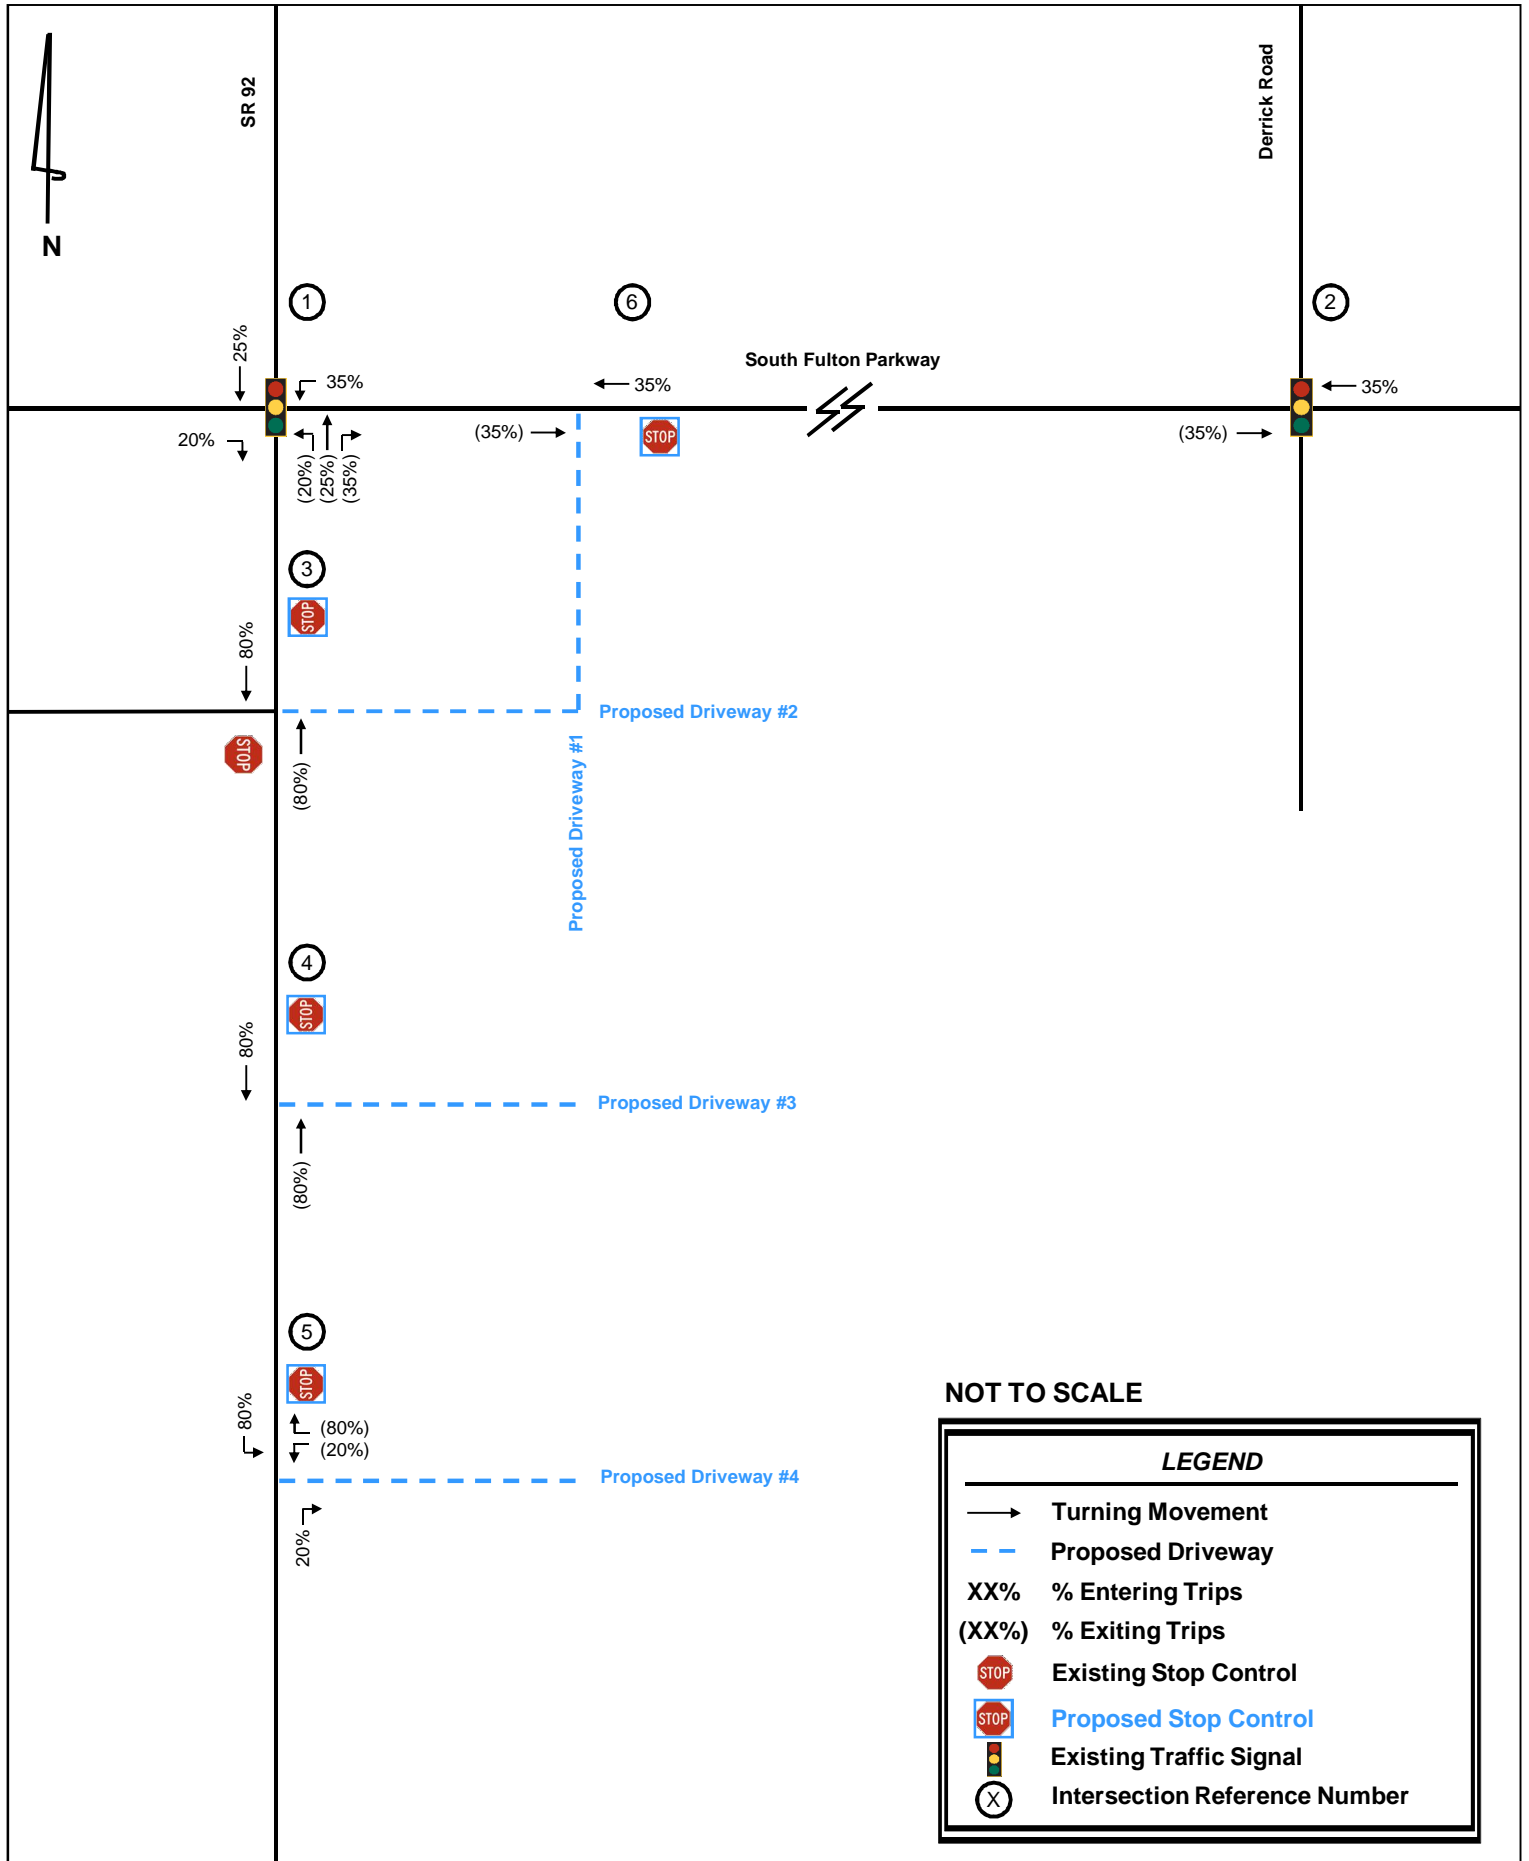 SR 92
Derrick Road
N
1
6
2
25%
South Fulton Parkway
35%
35%
35%
20%
(35%)
(35%)
(20%)
(25%)
(35%)
STOP
3
STOP
80%
Proposed Driveway #2
STOP
(80%)
Proposed Driveway #1
4
STOP
80%
Proposed Driveway #3
(80%)
5
STOP
80%
(80%)
(20%)
Proposed Driveway #4
20%
NOT TO SCALE
LEGEND
Turning Movement
Proposed Driveway
XX% % Entering Trips
(XX%) % Exiting Trips
STOP Existing Stop Control
STOP Proposed Stop Control
Existing Traffic Signal
X Intersection Reference Number